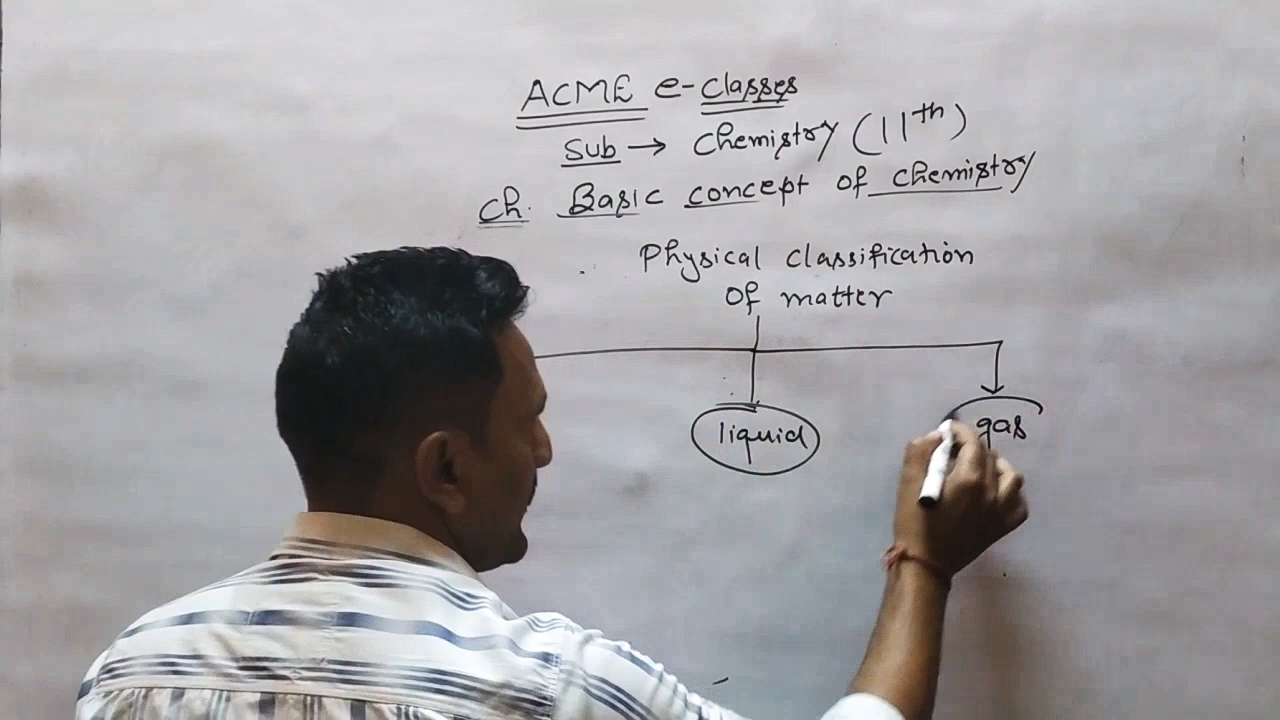 ACME e-classes
Sub → Chemistry (11th)
Ch. Basic concept of chemistry
Physical classification
Of matter
liquid
gas